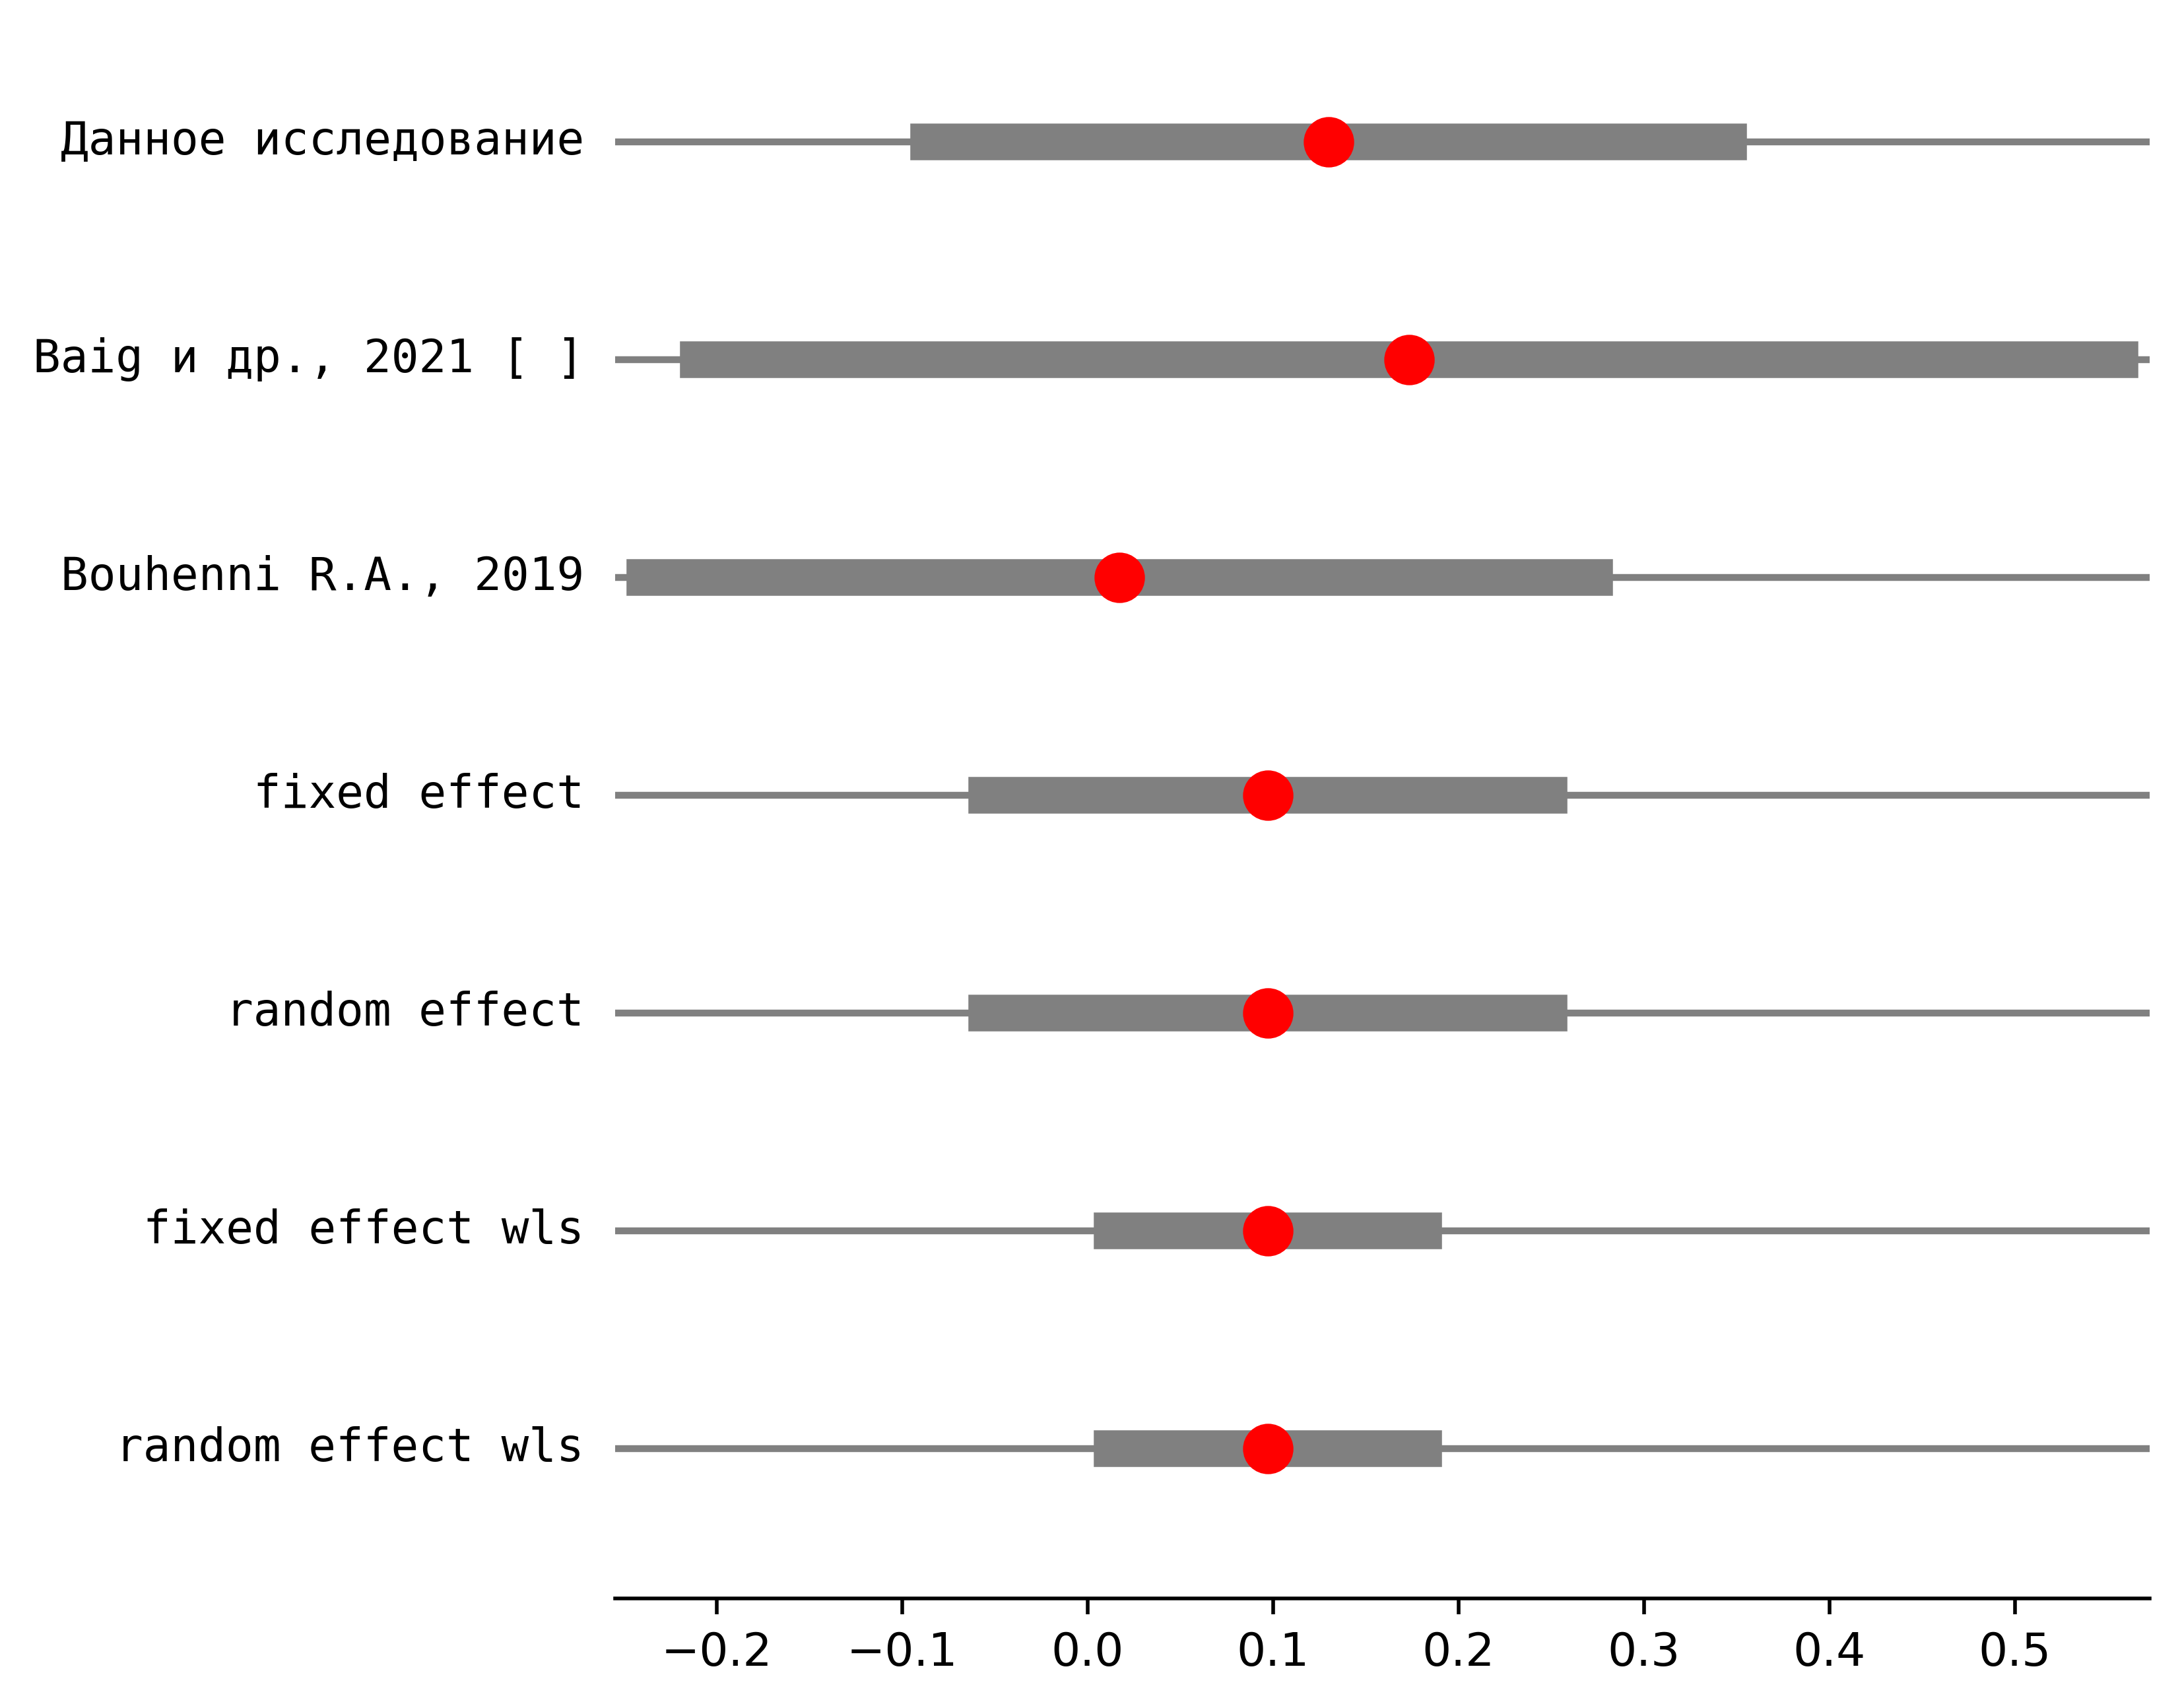 Данное исследование
Baig и др., 2021 [ ]
Bouhenni R.A., 2019
fixed effect
random effect
fixed effect wls
random effect wls
−0.2 −0.1 0.0 0.1 0.2 0.3 0.4 0.5